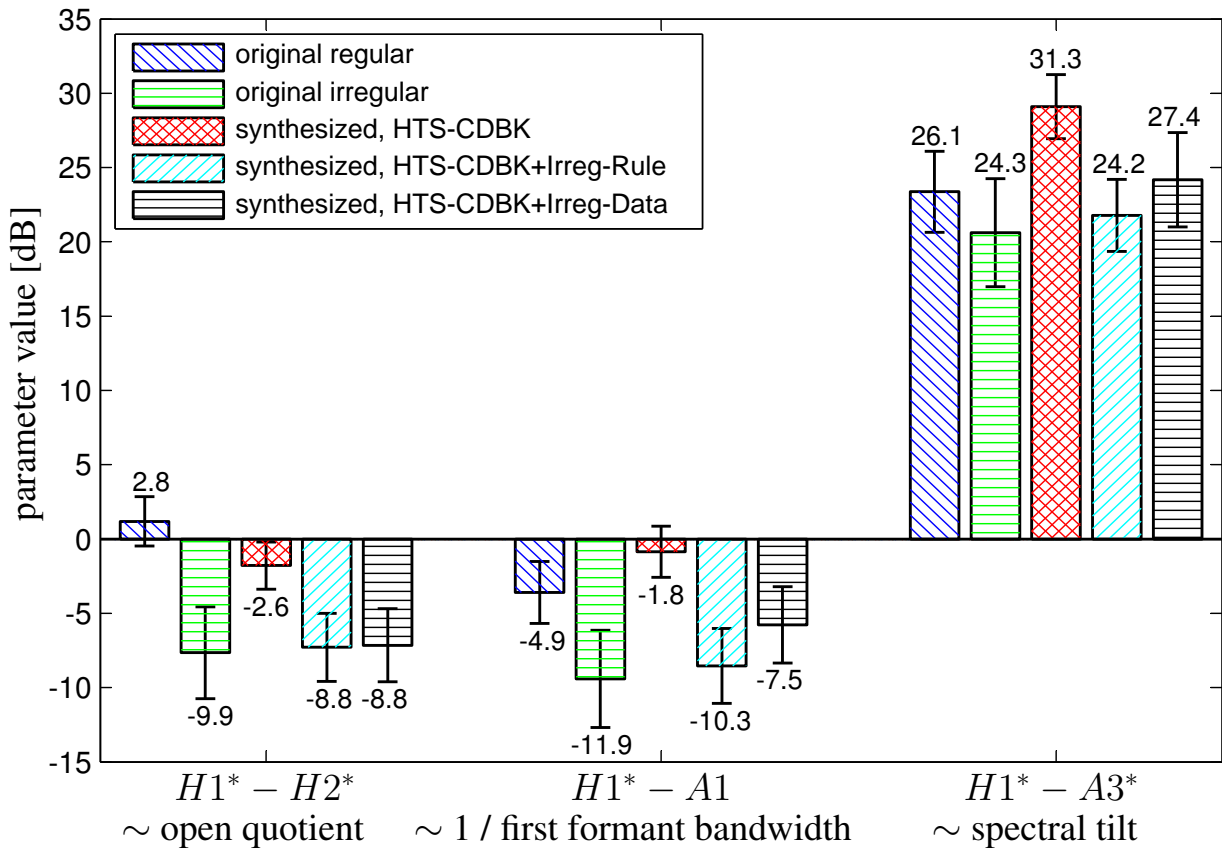 35
30
25
20
15
10
5
0
-5
-10
-15
parameter value [dB]
original regular
original irregular
synthesized, HTS-CDBK
synthesized, HTS-CDBK+Irreg-Rule
synthesized, HTS-CDBK+Irreg-Data
2.8
-9.9
-2.6
-8.8
-8.8
-4.9
-11.9
-1.8
-10.3
-7.5
26.1
24.3
31.3
24.2
27.4
H1* − H2*
∼ open quotient
H1* − A1
∼ 1 / first formant bandwidth
H1* − A3*
∼ spectral tilt